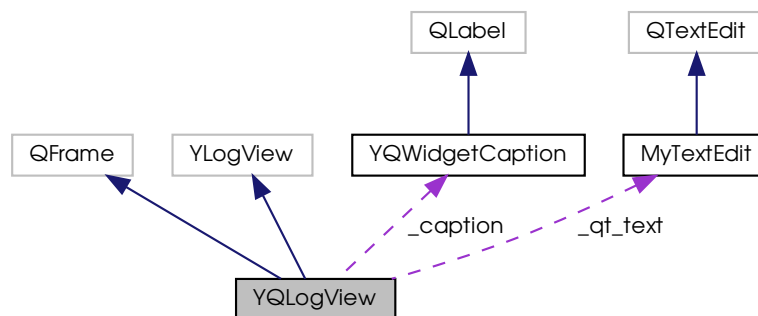 QLabel
QTextEdit
QFrame
YLogView
YQWidgetCaption
MyTextEdit
_caption
_qt_text
YQLogView